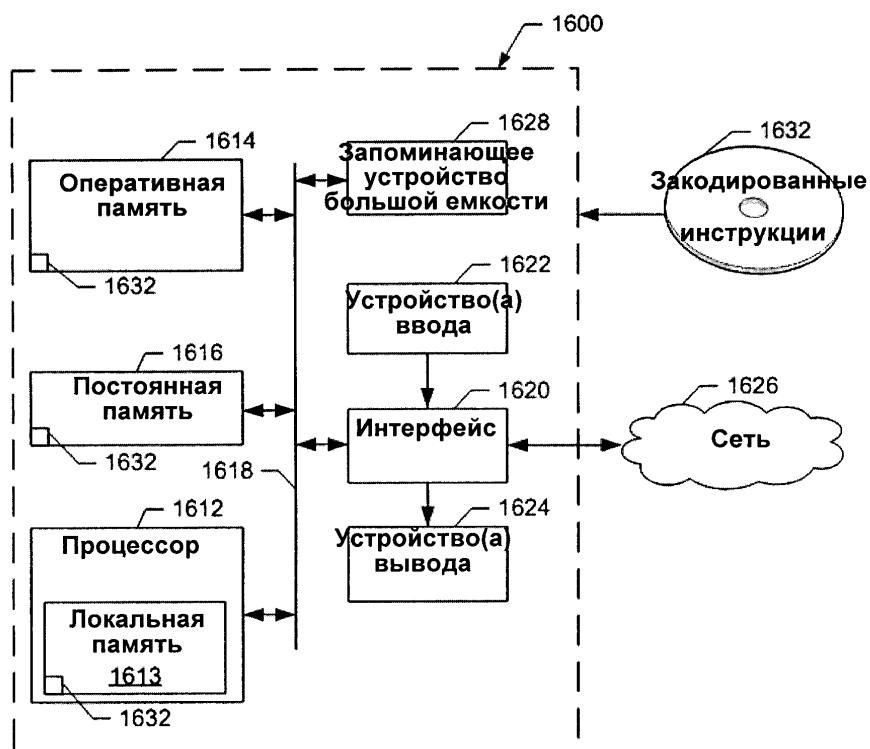 1600
1614
Оперативная
память
1632
1628
Запоминающее
устройство
большой емкости
1632
Закодированные
инструкции
1622
Устройство(а)
ввода
1616
Постоянная
память
1632
1620
Интерфейс
1626
Сеть
1618
1612
Процессор
Локальная
память
1613
1632
1624
Устройство(а)
вывода